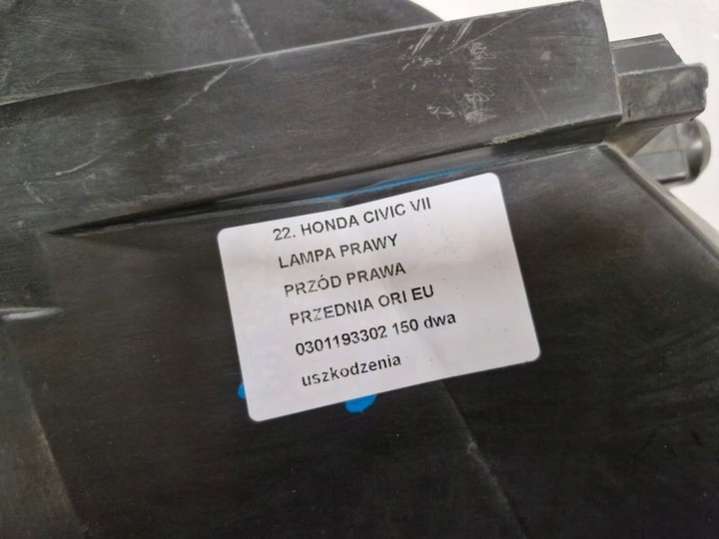 22. HONDA CIVIC VII
LAMPA PRAWY
PRZÓD PRAWA
PRZEDNIA ORI EU
0301193302 150 dwa
uszkodzenia